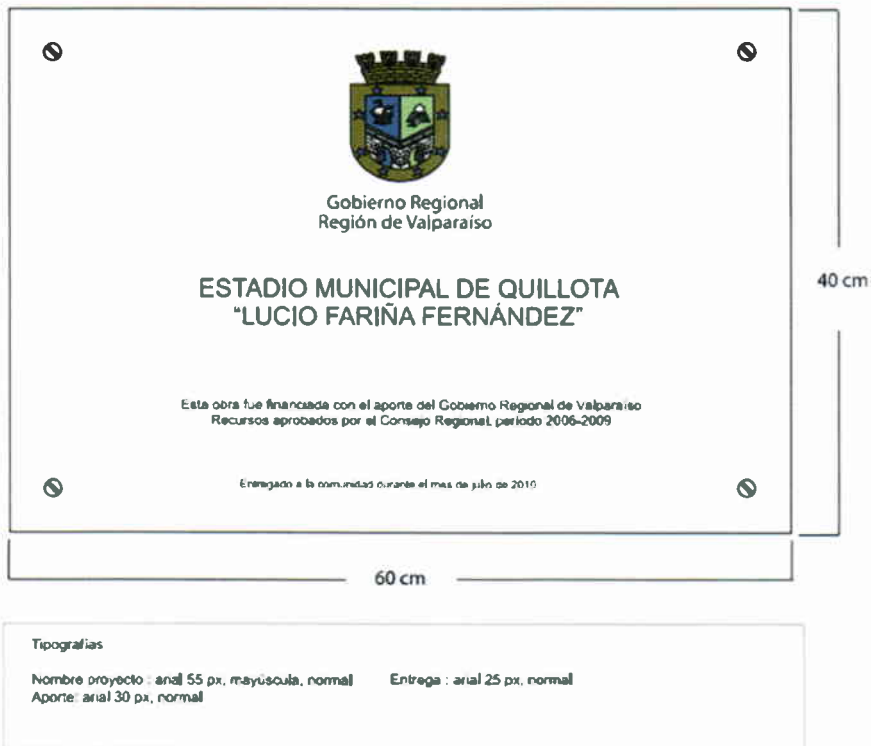 Gobierno Regional
Región de Valparaíso
ESTADIO MUNICIPAL DE QUILLOTA
"LUCIO FARIÑA FERNÁNDEZ"
Esta obra fue financiada con el aporte del Gobierno Regional de Valparaíso
Recursos aprobados por el Consejo Regional, período 2006-2009
Entregado a la comunidad durante el mes de julio de 2010
40 cm
60 cm
Tipografías
Nombre proyecto : arial 55 px, mayúscula, normal Entrega : arial 25 px, normal
Aporte: arial 30 px, normal